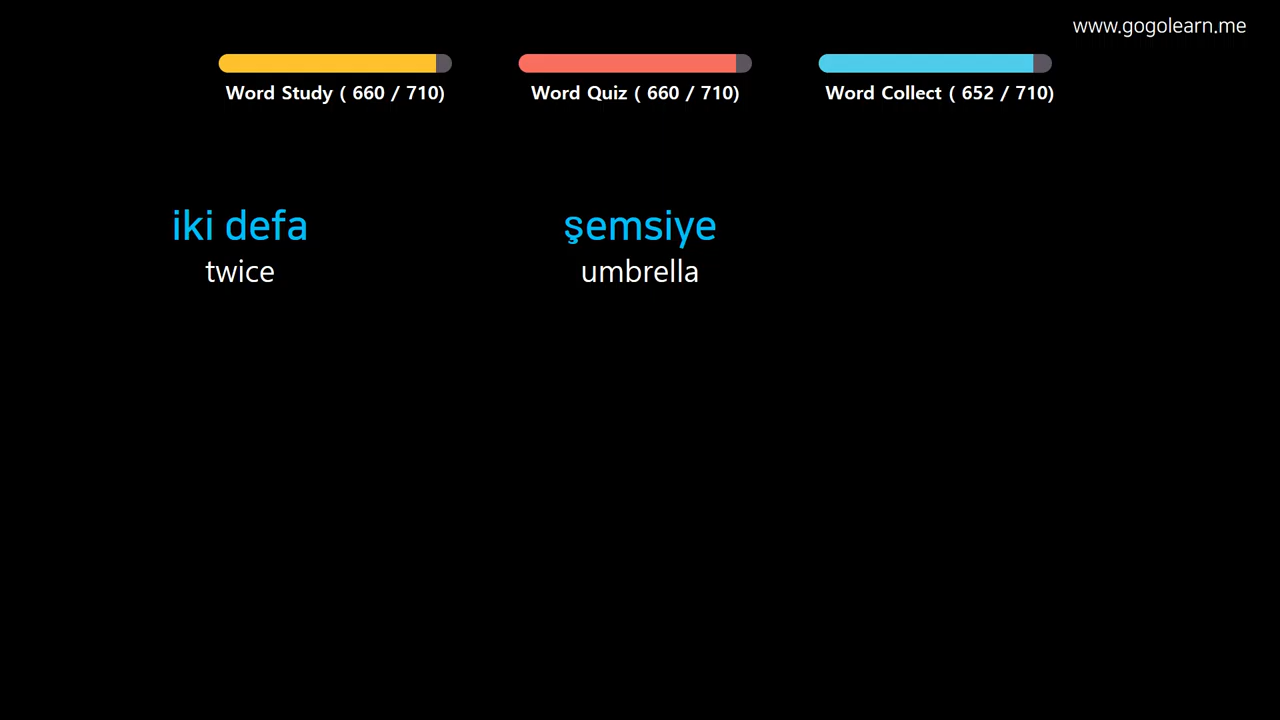 www.gogolearn.me
Word Study ( 660 / 710)
Word Quiz ( 660 / 710)
Word Collect ( 652 / 710)
iki defa
twice
şemsiye
umbrella